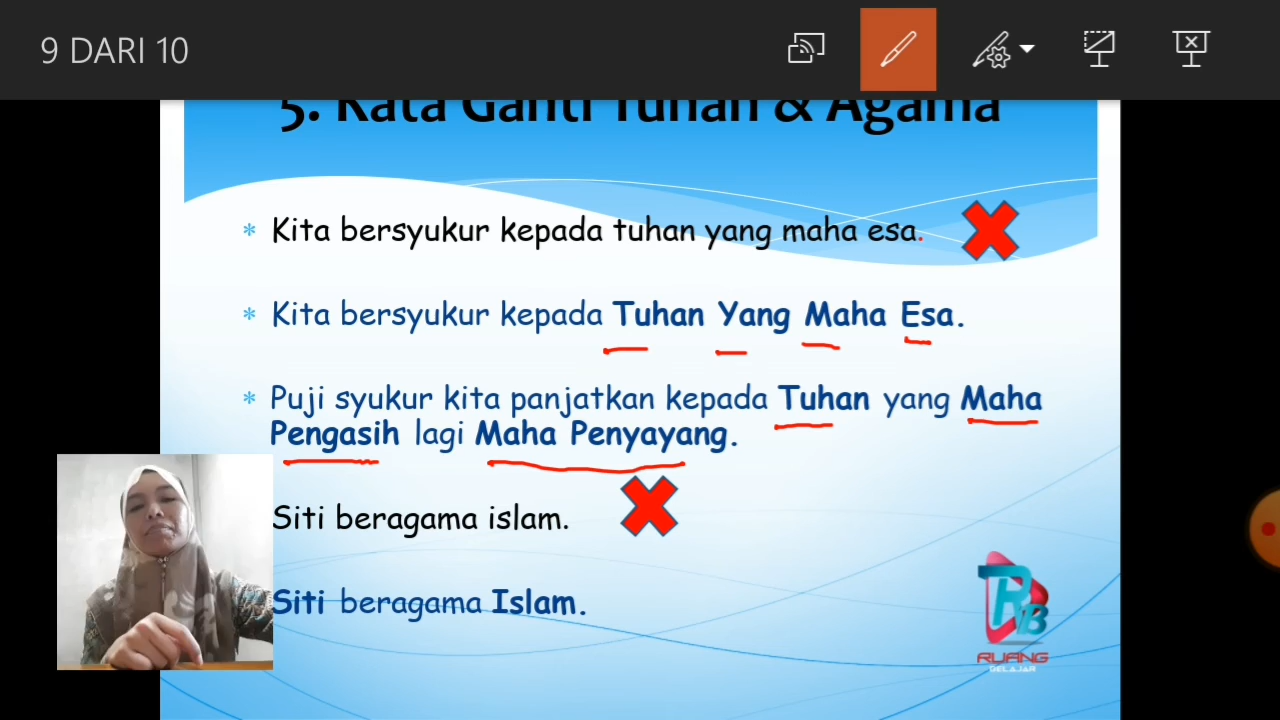 9 DARI 10
5. Kata Ganti Tuhan & Agama
* Kita bersyukur kepada tuhan yang maha esa.
* Kita bersyukur kepada Tuhan Yang Maha Esa.
* Puji syukur kita panjatkan kepada Tuhan yang Maha
Pengasih lagi Maha Penyayang.
Siti beragama islam.
Siti beragama Islam.
RB
RUANG
BELAJAR